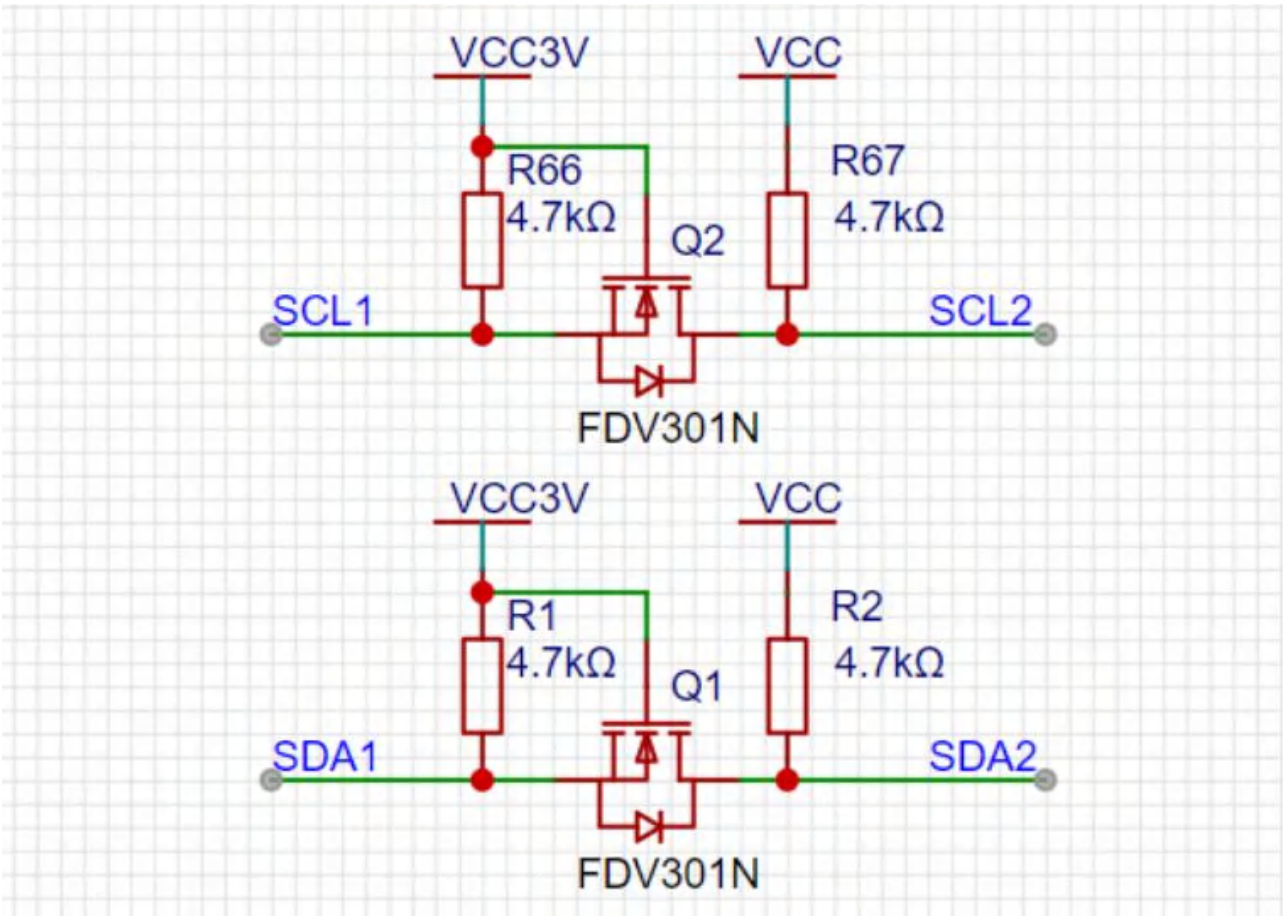 VCC3V VCC
R66 R67
4.7kΩ 4.7kΩ
Q2
SCL1 SCL2
FDV301N
VCC3V VCC
R1 R2
4.7kΩ 4.7kΩ
Q1
SDA1 SDA2
FDV301N